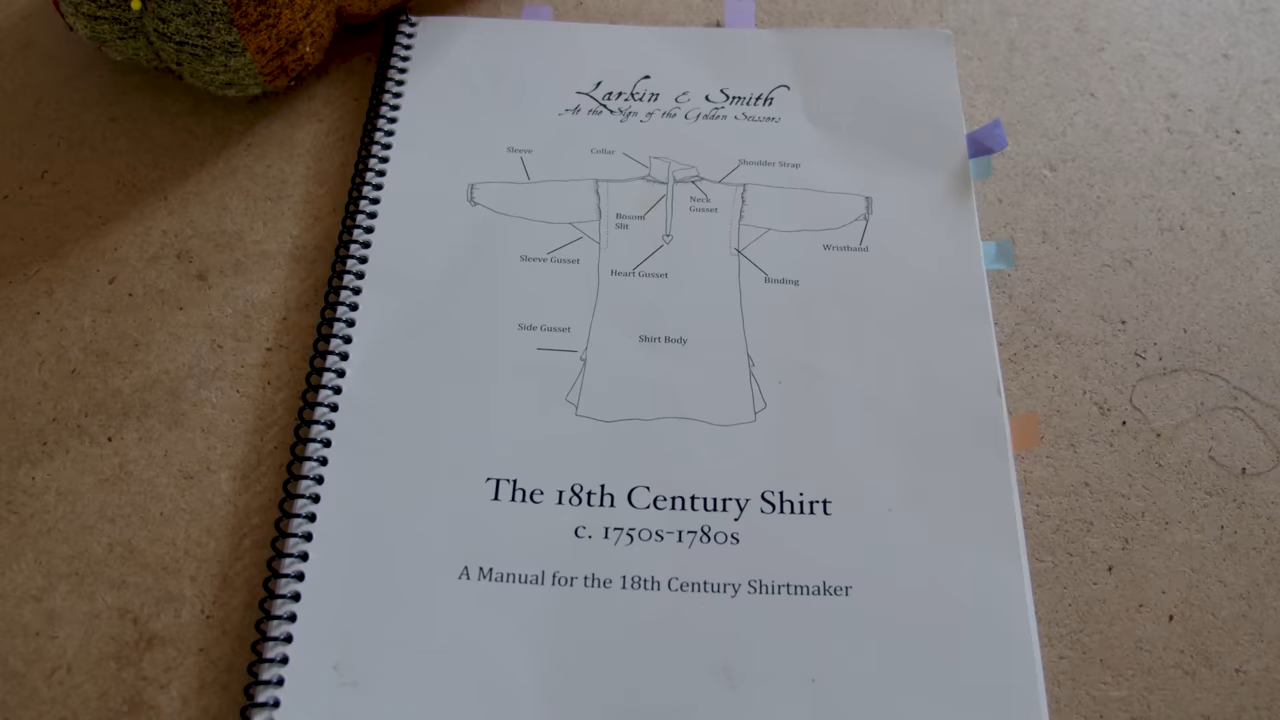 Larkin & Smith
At the Sign of the Golden Scissors
Sleeve
Collar
Shoulder Strap
Neck
Gusset
Bosom
Slit
Wristband
Sleeve Gusset
Heart Gusset
Binding
Side Gusset
Shirt Body
The 18th Century Shirt
c. 1750s-1780s
A Manual for the 18th Century Shirtmaker